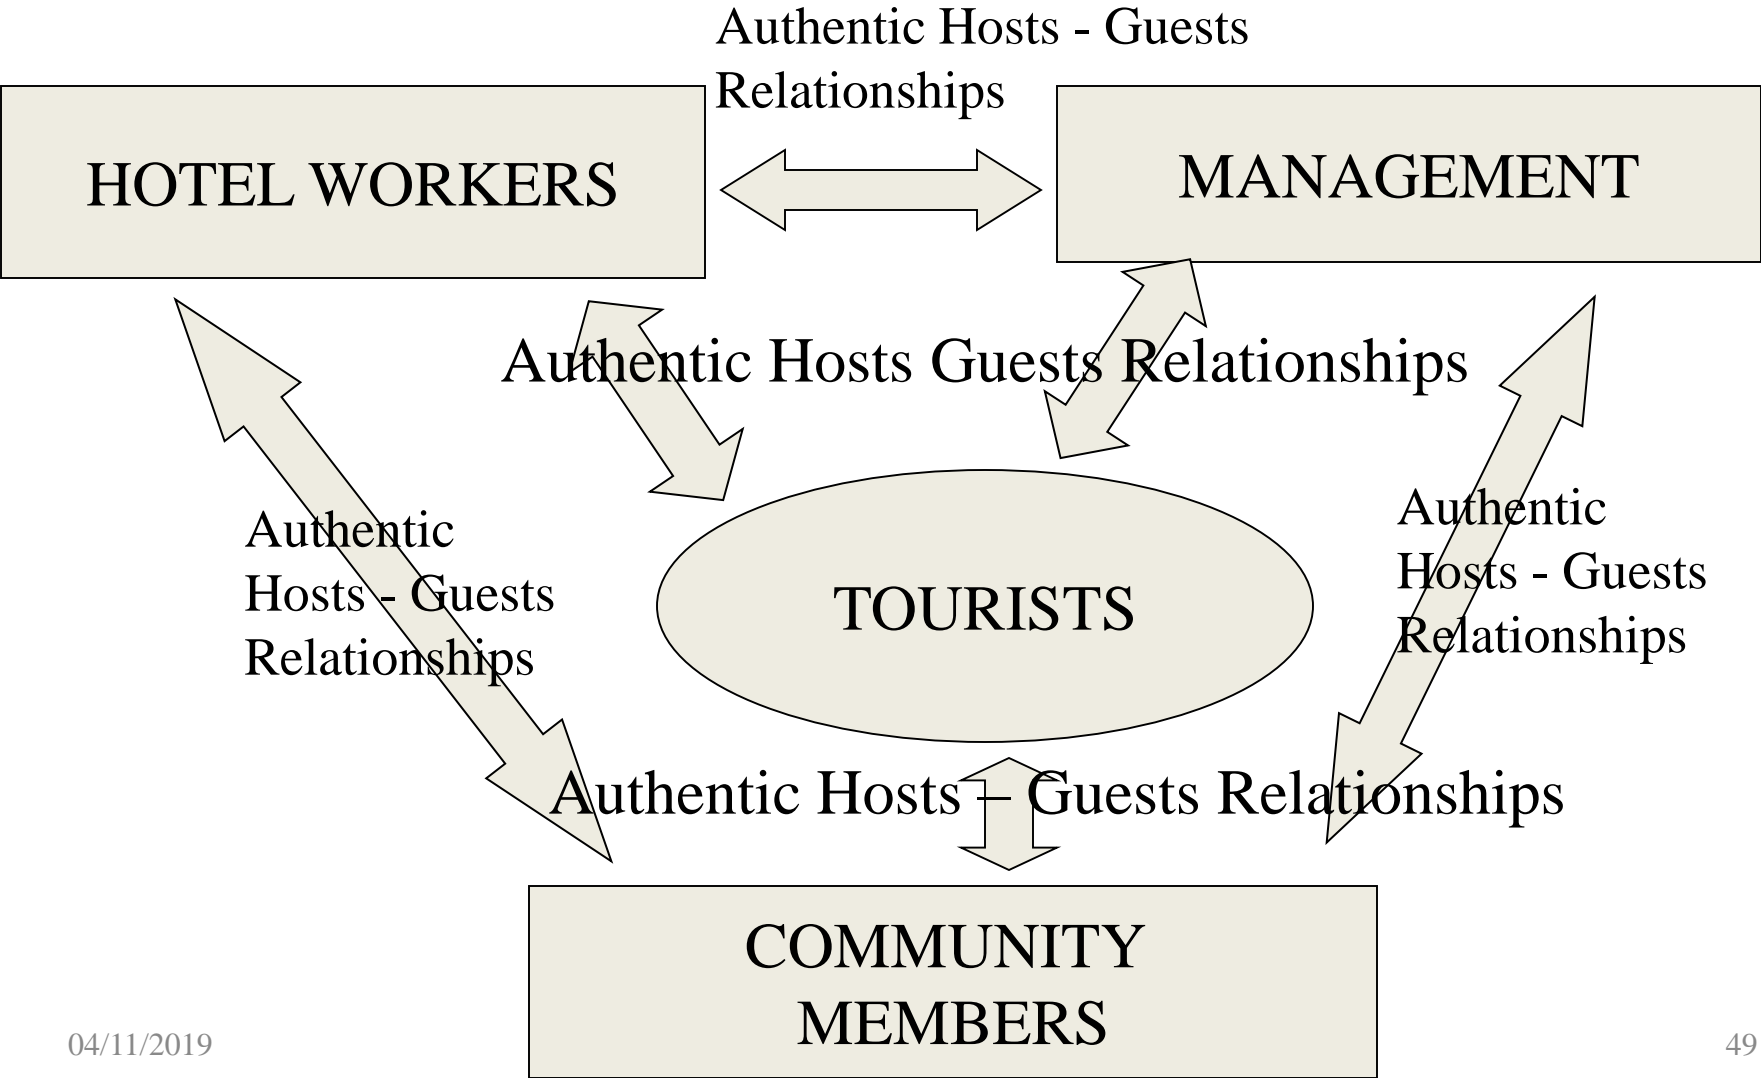 Authentic Hosts - Guests
Relationships
HOTEL WORKERS
MANAGEMENT
Authentic Hosts Guests Relationships
Authentic
Hosts - Guests
Relationships
TOURISTS
Authentic
Hosts - Guests
Relationships
Authentic Hosts – Guests Relationships
COMMUNITY
MEMBERS
04/11/2019
49